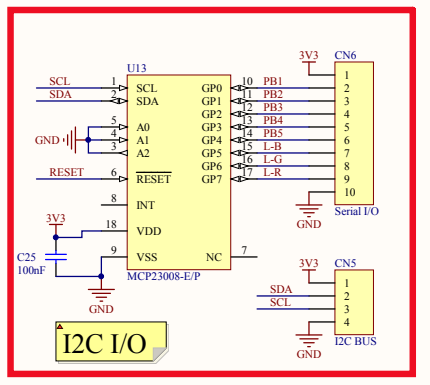 U13
SCL 1 SCL GP0 10 PB1
SDA 2 SDA GP1 11 PB2
GP2 12 PB3
5 A0 GP3 13 PB4
GND 4 A1 GP4 14 PB5
3 A2 GP5 15 L-B
GP6 16 L-G
RESET 6 RESET GP7 17 L-R
8 INT
3V3
18 VDD
C25
100nF
9 VSS NC 7
MCP23008-E/P
GND
I2C I/O
3V3 CN6
1
2
3
4
5
6
7
8
9
10
GND Serial I/O
3V3 CN5
1
SDA 2
SCL 3
4
GND I2C BUS